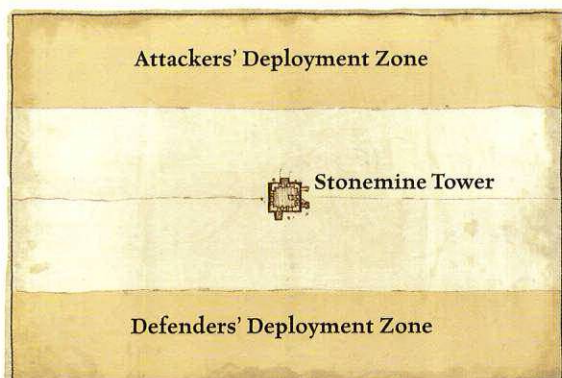 Attackers' Deployment Zone
Stonemine Tower
Defenders' Deployment Zone